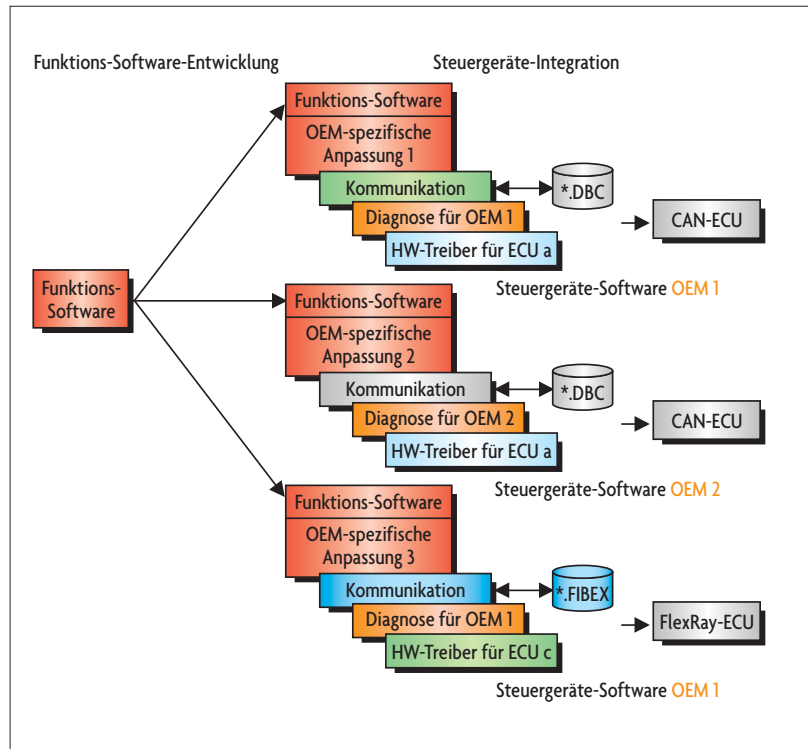 Funktions-Software-Entwicklung
Steuergeräte-Integration
Funktions-
Software
Funktions-Software
OEM-spezifische
Anpassung 1
Kommunikation
*.DBC
Diagnose für OEM 1
HW-Treiber für ECU a
CAN-ECU
Steuergeräte-Software OEM 1
Funktions-Software
OEM-spezifische
Anpassung 2
Kommunikation
*.DBC
Diagnose für OEM 2
HW-Treiber für ECU a
CAN-ECU
Steuergeräte-Software OEM 2
Funktions-Software
OEM-spezifische
Anpassung 3
Kommunikation
*.FIBEX
Diagnose für OEM 1
HW-Treiber für ECU c
FlexRay-ECU
Steuergeräte-Software OEM 1